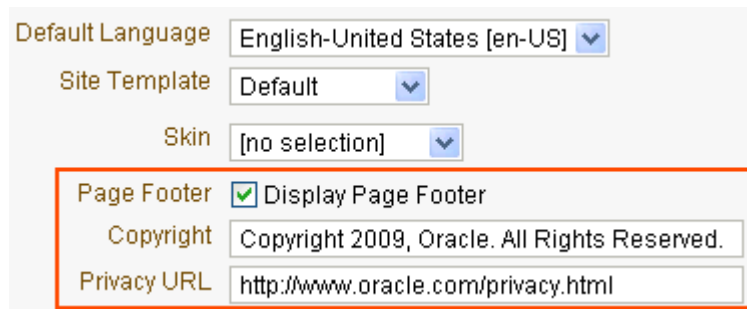 Default Language English-United States [en-US]
Site Template Default
Skin [no selection]
Page Footer Display Page Footer
Copyright Copyright 2009, Oracle. All Rights Reserved.
Privacy URL http://www.oracle.com/privacy.html